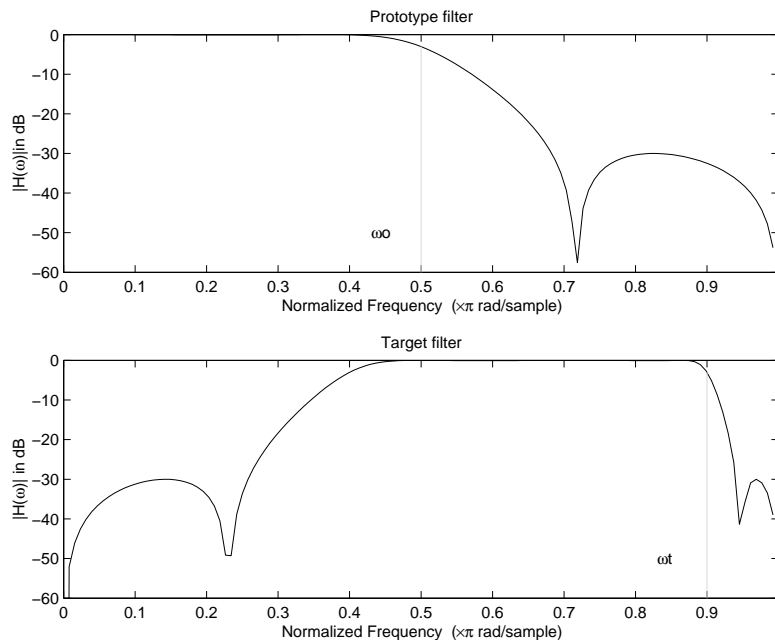 Prototype filter
0
−10
−20
−30
−40
−50
−60
|H(ω)|in dB
ωo
0 0.1 0.2 0.3 0.4 0.5 0.6 0.7 0.8 0.9
Normalized Frequency (×π rad/sample)
Target filter
0
−10
−20
−30
−40
−50
−60
|H(ω)| in dB
ωt
0 0.1 0.2 0.3 0.4 0.5 0.6 0.7 0.8 0.9
Normalized Frequency (×π rad/sample)